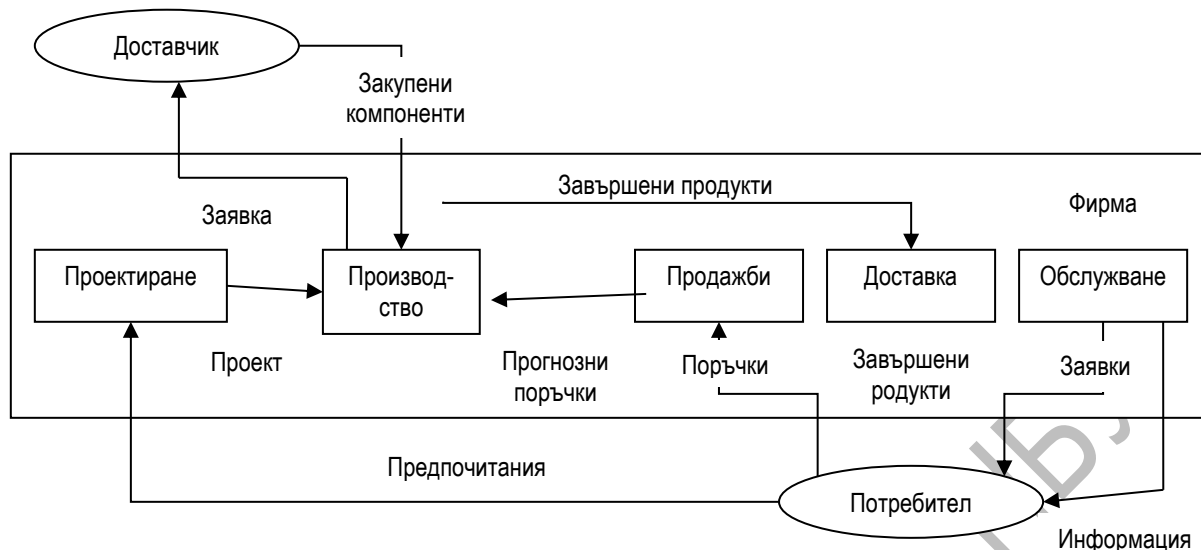 Доставчик
Закупени
компоненти
Завършени продукти
Фирма
Заявка
Проектиране
Производ-
ство
Продажби
Доставка
Обслужване
Проект
Прогнозни
поръчки
Поръчки
Завършени
родукти
Заявки
Предпочитания
Потребител
Информация